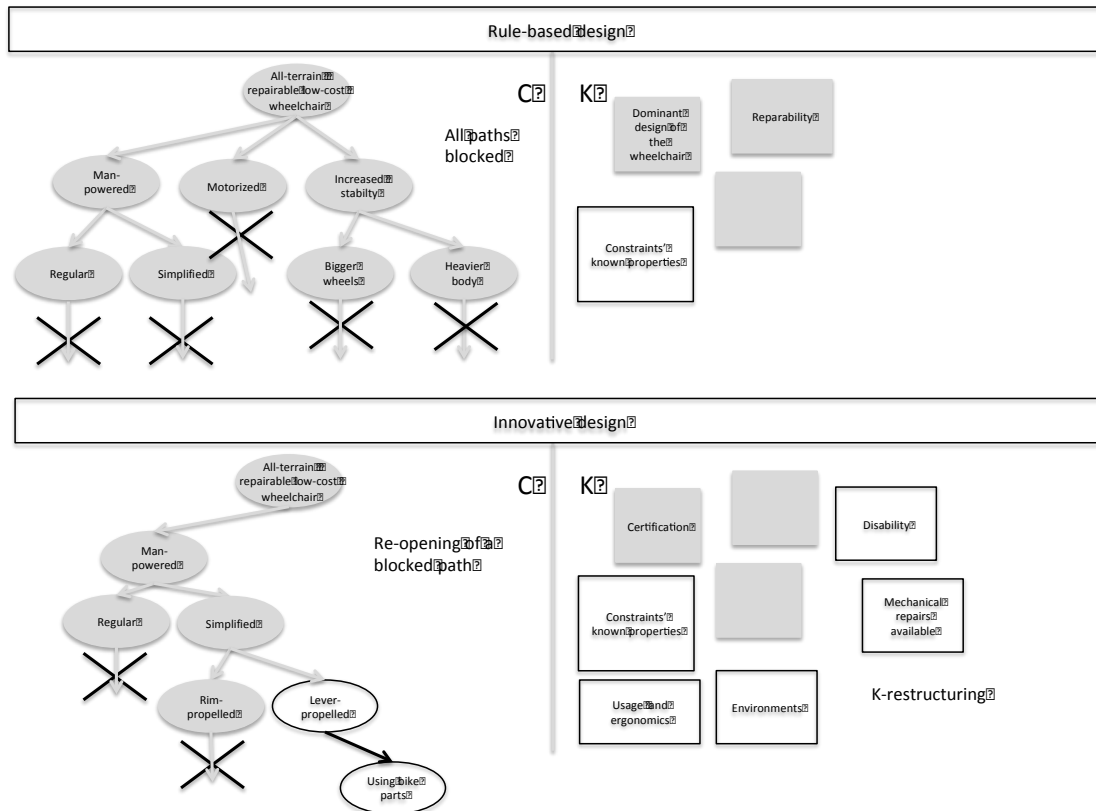 Rule-based design
All-terrain
repairable low-cost
wheelchair
C
K
All paths
blocked
Dominant
design of
the
wheelchair
Reparability
Man-
powered
Motorized
Increased
stabilty
Constraints'
known properties
Regular
Simplified
Bigger
wheels
Heavier
body
Innovative design
All-terrain
repairable low-cost
wheelchair
C
K
Re-opening of a
blocked path
Certification
Disability
Man-
powered
Constraints'
known properties
Mechanical
repairs
available
Regular
Simplified
Rim-
propelled
Lever-
propelled
Usage and
ergonomics
Environments
K-restructuring
Using bike
parts